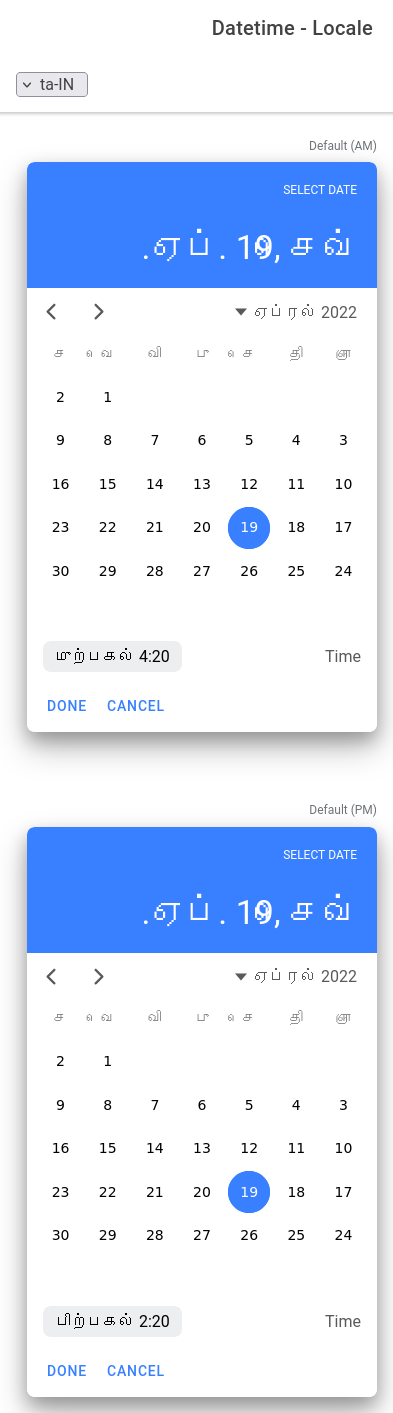 Datetime - Locale
ta-IN
Default (AM)
SELECT DATE
.ஏப். 19, செவ்
ஏப்ரல் 2022
ச வெ வி பு செ தி ஞா
2 1
9 8 7 6 5 4 3
16 15 14 13 12 11 10
23 22 21 20 19 18 17
30 29 28 27 26 25 24
முற்பகல் 4:20 Time
DONE CANCEL
Default (PM)
SELECT DATE
.ஏப். 19, செவ்
ஏப்ரல் 2022
ச வெ வி பு செ தி ஞா
2 1
9 8 7 6 5 4 3
16 15 14 13 12 11 10
23 22 21 20 19 18 17
30 29 28 27 26 25 24
பிற்பகல் 2:20 Time
DONE CANCEL